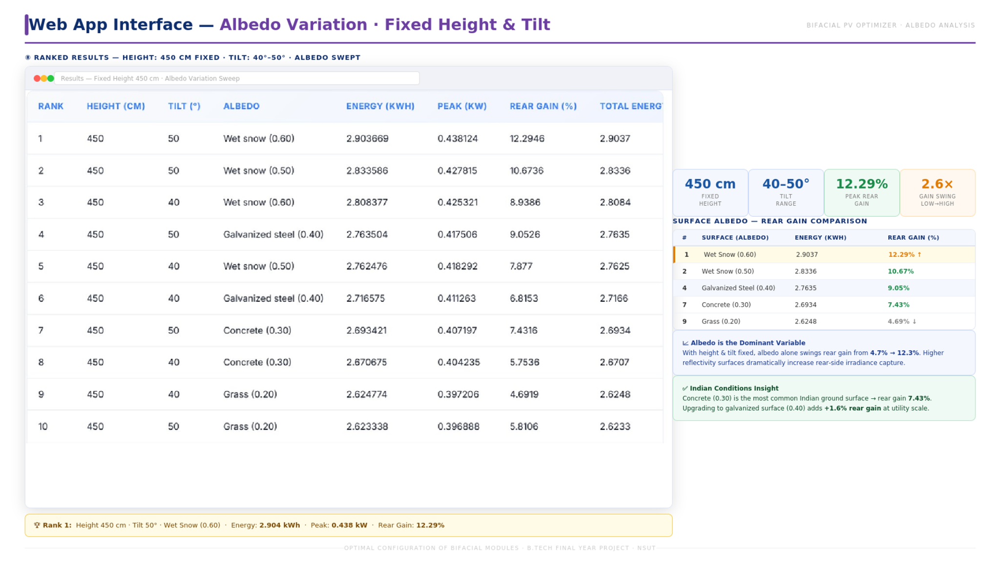 Web App Interface — Albedo Variation · Fixed Height & Tilt
BIFACIAL PV OPTIMIZER · ALBEDO ANALYSIS
⑧ RANKED RESULTS — HEIGHT: 450 CM FIXED · TILT: 40°–50° · ALBEDO SWEPT
Results — Fixed Height 450 cm · Albedo Variation Sweep
RANK HEIGHT (CM) TILT (°) ALBEDO ENERGY (KWH) PEAK (KW) REAR GAIN (%) TOTAL ENERGY
1 450 50 Wet snow (0.60) 2.903669 0.438124 12.2946 2.9037
2 450 50 Wet snow (0.50) 2.833586 0.427815 10.6736 2.8336
3 450 40 Wet snow (0.60) 2.808377 0.425321 8.9386 2.8084
4 450 50 Galvanized steel (0.40) 2.763504 0.417506 9.0526 2.7635
5 450 40 Wet snow (0.50) 2.762476 0.418292 7.877 2.7625
6 450 40 Galvanized steel (0.40) 2.716575 0.411263 6.8153 2.7166
7 450 50 Concrete (0.30) 2.693421 0.407197 7.4316 2.6934
8 450 40 Concrete (0.30) 2.670675 0.404235 5.7536 2.6707
9 450 40 Grass (0.20) 2.624774 0.397206 4.6919 2.6248
10 450 50 Grass (0.20) 2.623338 0.396888 5.8106 2.6233
🏆 Rank 1: Height 450 cm · Tilt 50° · Wet Snow (0.60) · Energy: 2.904 kWh · Peak: 0.438 kW · Rear Gain: 12.29%
450 cm
FIXED
HEIGHT
40–50°
TILT
RANGE
12.29%
PEAK REAR
GAIN
2.6×
GAIN SWING
LOW→HIGH
SURFACE ALBEDO — REAR GAIN COMPARISON
# SURFACE (ALBEDO) ENERGY (KWH) REAR GAIN (%)
1 Wet Snow (0.60) 2.9037 12.29% ↑
2 Wet Snow (0.50) 2.8336 10.67%
4 Galvanized Steel (0.40) 2.7635 9.05%
7 Concrete (0.30) 2.6934 7.43%
9 Grass (0.20) 2.6248 4.69% ↓
📈 Albedo is the Dominant Variable
With height & tilt fixed, albedo alone swings rear gain from 4.7% → 12.3%. Higher
reflectivity surfaces dramatically increase rear-side irradiance capture.
✅ Indian Conditions Insight
Concrete (0.30) is the most common Indian ground surface → rear gain 7.43%.
Upgrading to galvanized surface (0.40) adds +1.6% rear gain at utility scale.
OPTIMAL CONFIGURATION OF BIFACIAL MODULES · B.TECH FINAL YEAR PROJECT · NSUT